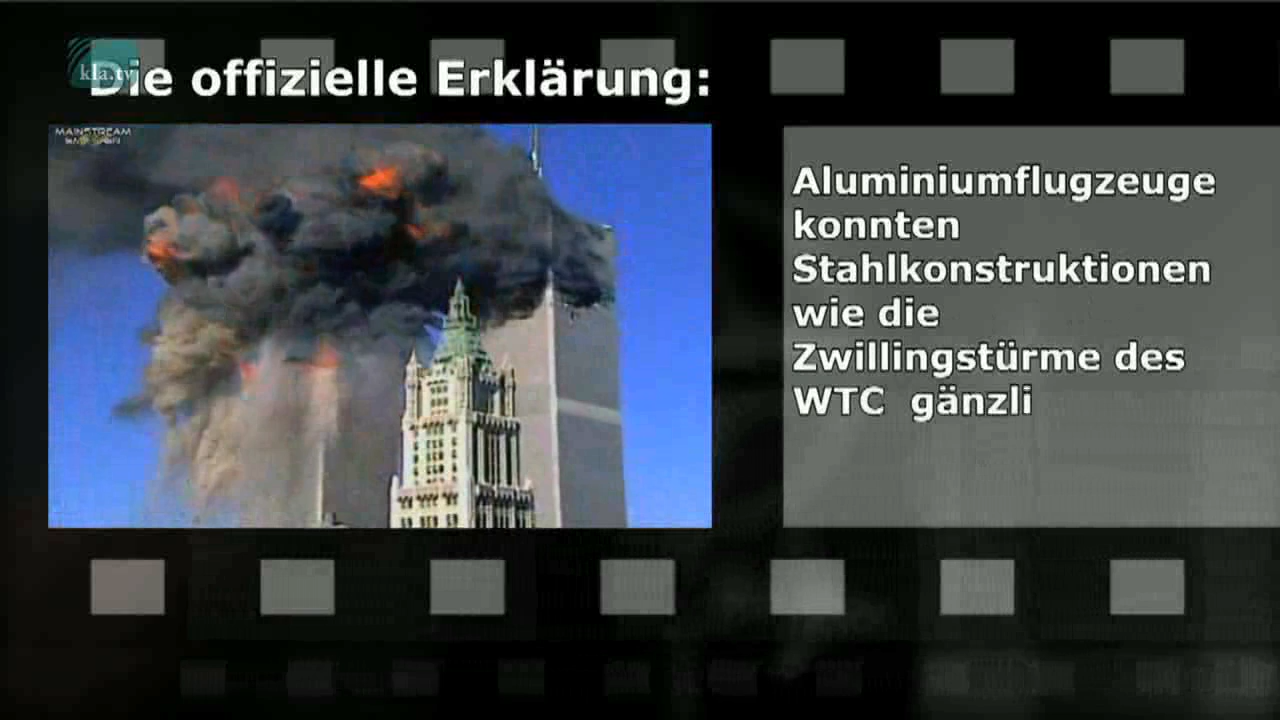 kla.tv
Die offizielle Erklärung:
MAINSTREAM
Aluminiumflugzeuge
konnten
Stahlkonstruktionen
wie die
Zwillingstürme des
WTC gänzli